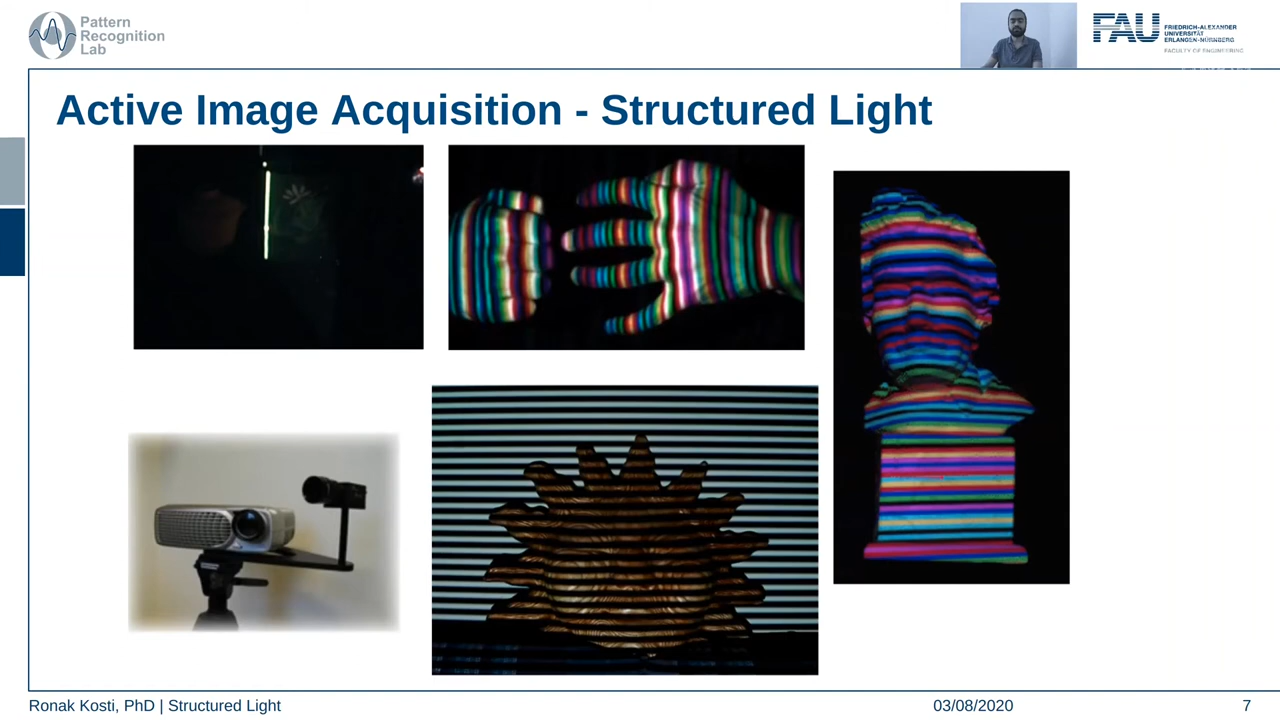 Pattern
Recognition
Lab
FAU
FRIEDRICH-ALEXANDER
UNIVERSITÄT
ERLANGEN-NÜRNBERG
FACULTY OF ENGINEERING
Active Image Acquisition - Structured Light
Ronak Kosti, PhD | Structured Light
03/08/2020
7